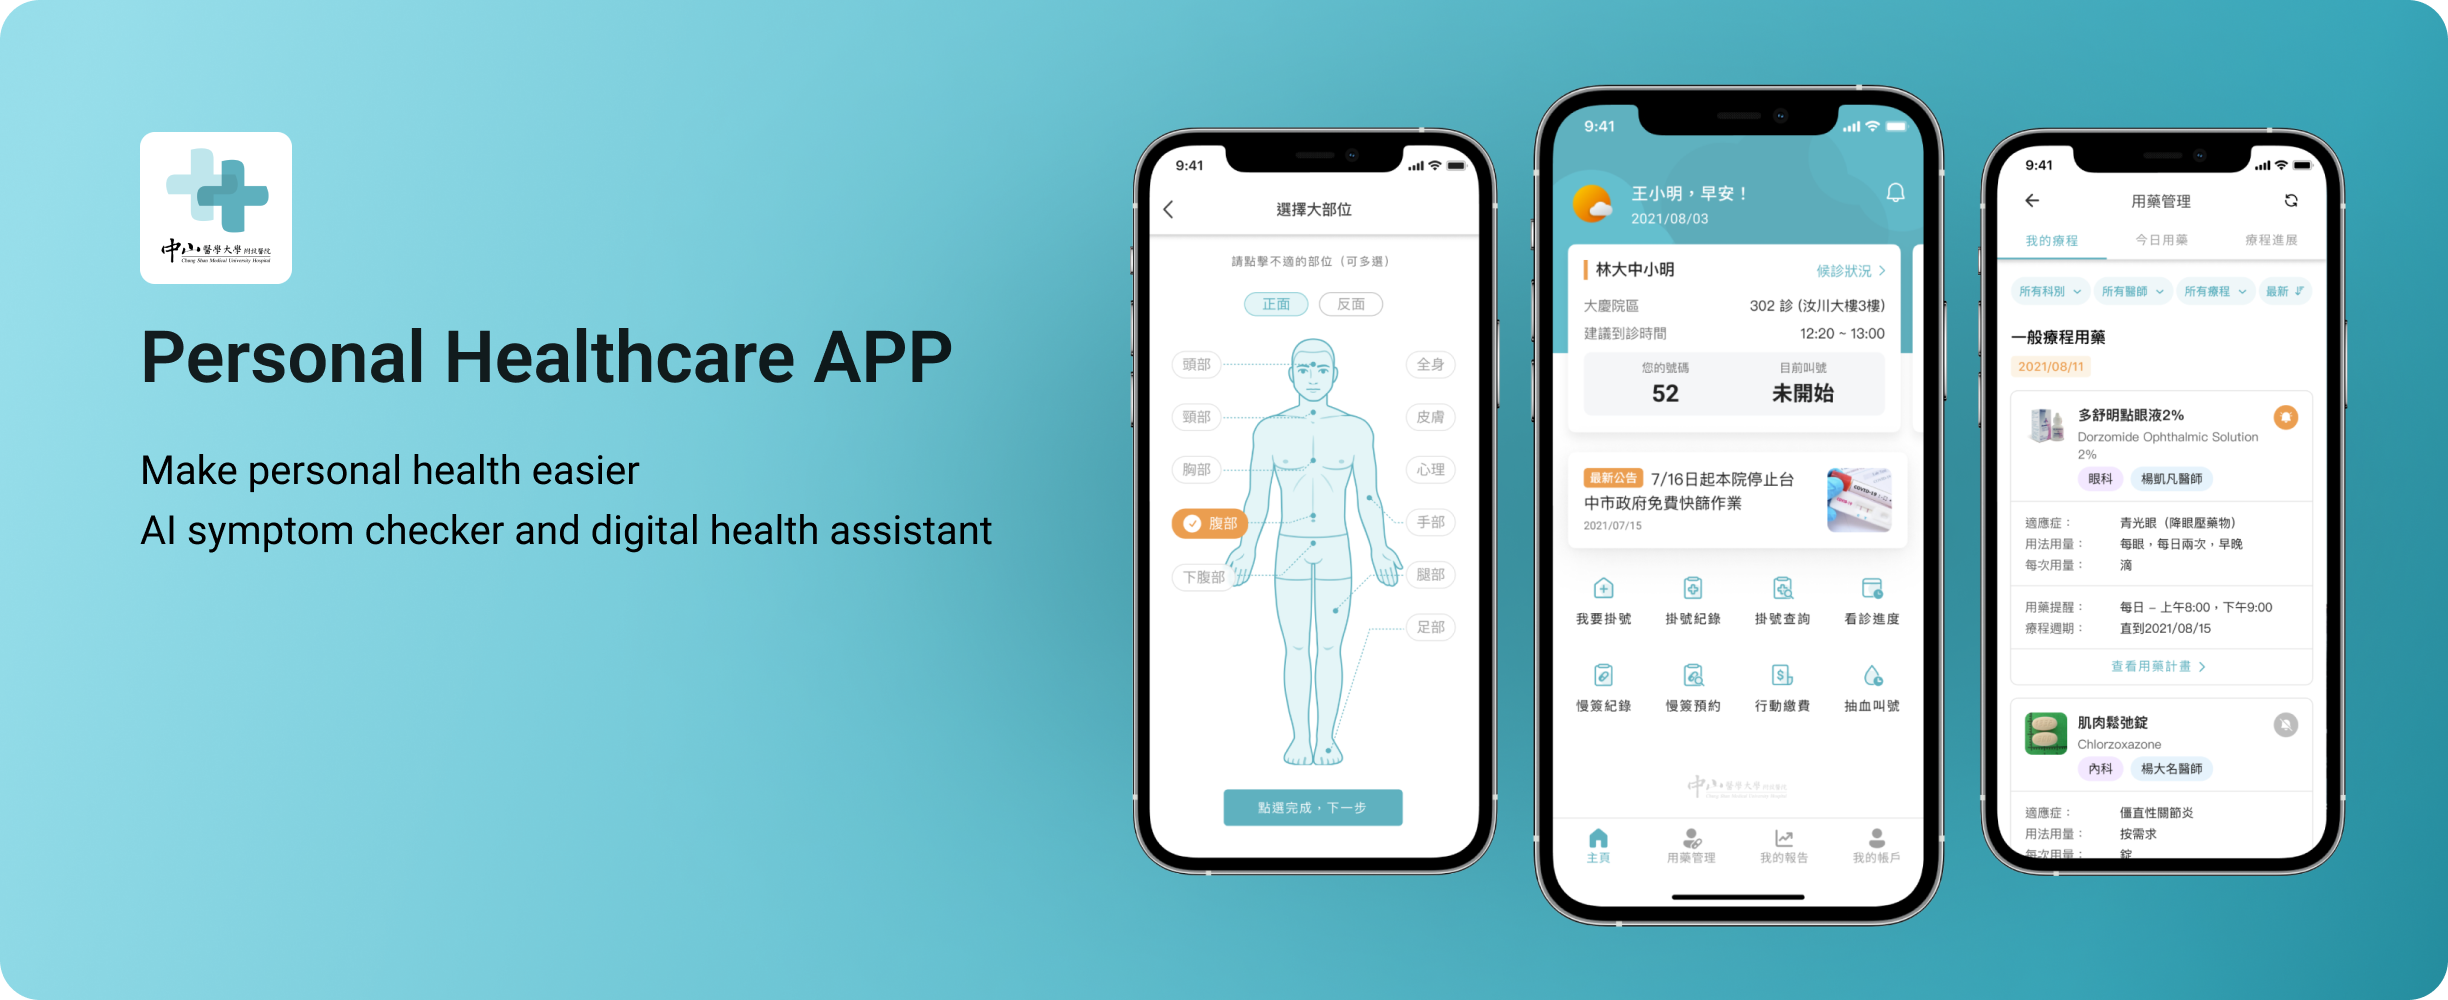 中山醫學大學附設醫院
Chung Shan Medical University Hospital
Personal Healthcare APP
Make personal health easier
AI symptom checker and digital health assistant
9:41
選擇大部位
請點擊不適的部位（可多選）
正面
反面
頭部
全身
頸部
皮膚
胸部
心理
腹部
手部
下腹部
腿部
足部
點選完成，下一步
9:41
王小明，早安！
2021/08/03
林大中小明
候診狀況
大慶院區
302 診 (汝川大樓3樓)
建議到診時間
12:20 ~ 13:00
您的號碼
目前叫號
52
未開始
最新公告 7/16日起本院停止台
中市政府免費快篩作業
2021/07/15
COVID-19
我要掛號
掛號紀錄
掛號查詢
看診進度
慢簽紀錄
慢簽預約
行動繳費
抽血叫號
中山醫學大學附設醫院
Chung Shan Medical University Hospital
主頁
用藥管理
我的報告
我的帳戶
9:41
用藥管理
我的療程
今日用藥
療程進展
所有科別
所有醫師
所有療程
最新
一般療程用藥
2021/08/11
多舒明點眼液2%
Dorzomide Ophthalmic Solution
2%
眼科
楊凱凡醫師
適應症：
青光眼（降眼壓藥物）
用法用量：
每眼，每日兩次，早晚
每次用量：
滴
用藥提醒：
每日 – 上午8:00，下午9:00
療程週期：
直到2021/08/15
查看用藥計畫
肌肉鬆弛錠
Chlorzoxazone
內科
楊大名醫師
適應症：
僵直性關節炎
用法用量：
按需求
每次用量：
錠